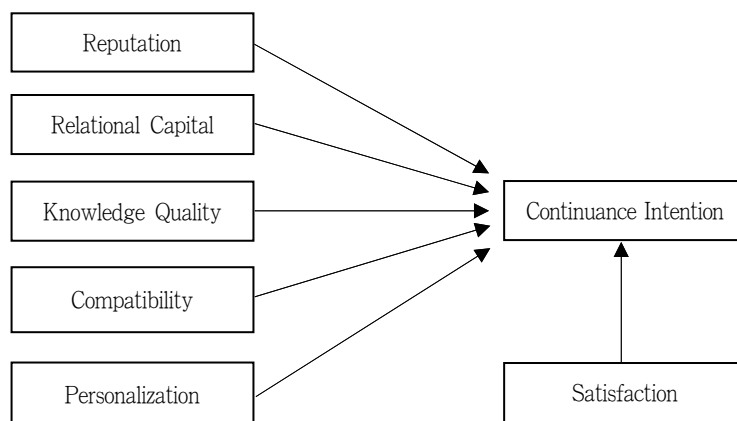 Reputation
Relational Capital
Knowledge Quality
Continuance Intention
Compatibility
Personalization
Satisfaction